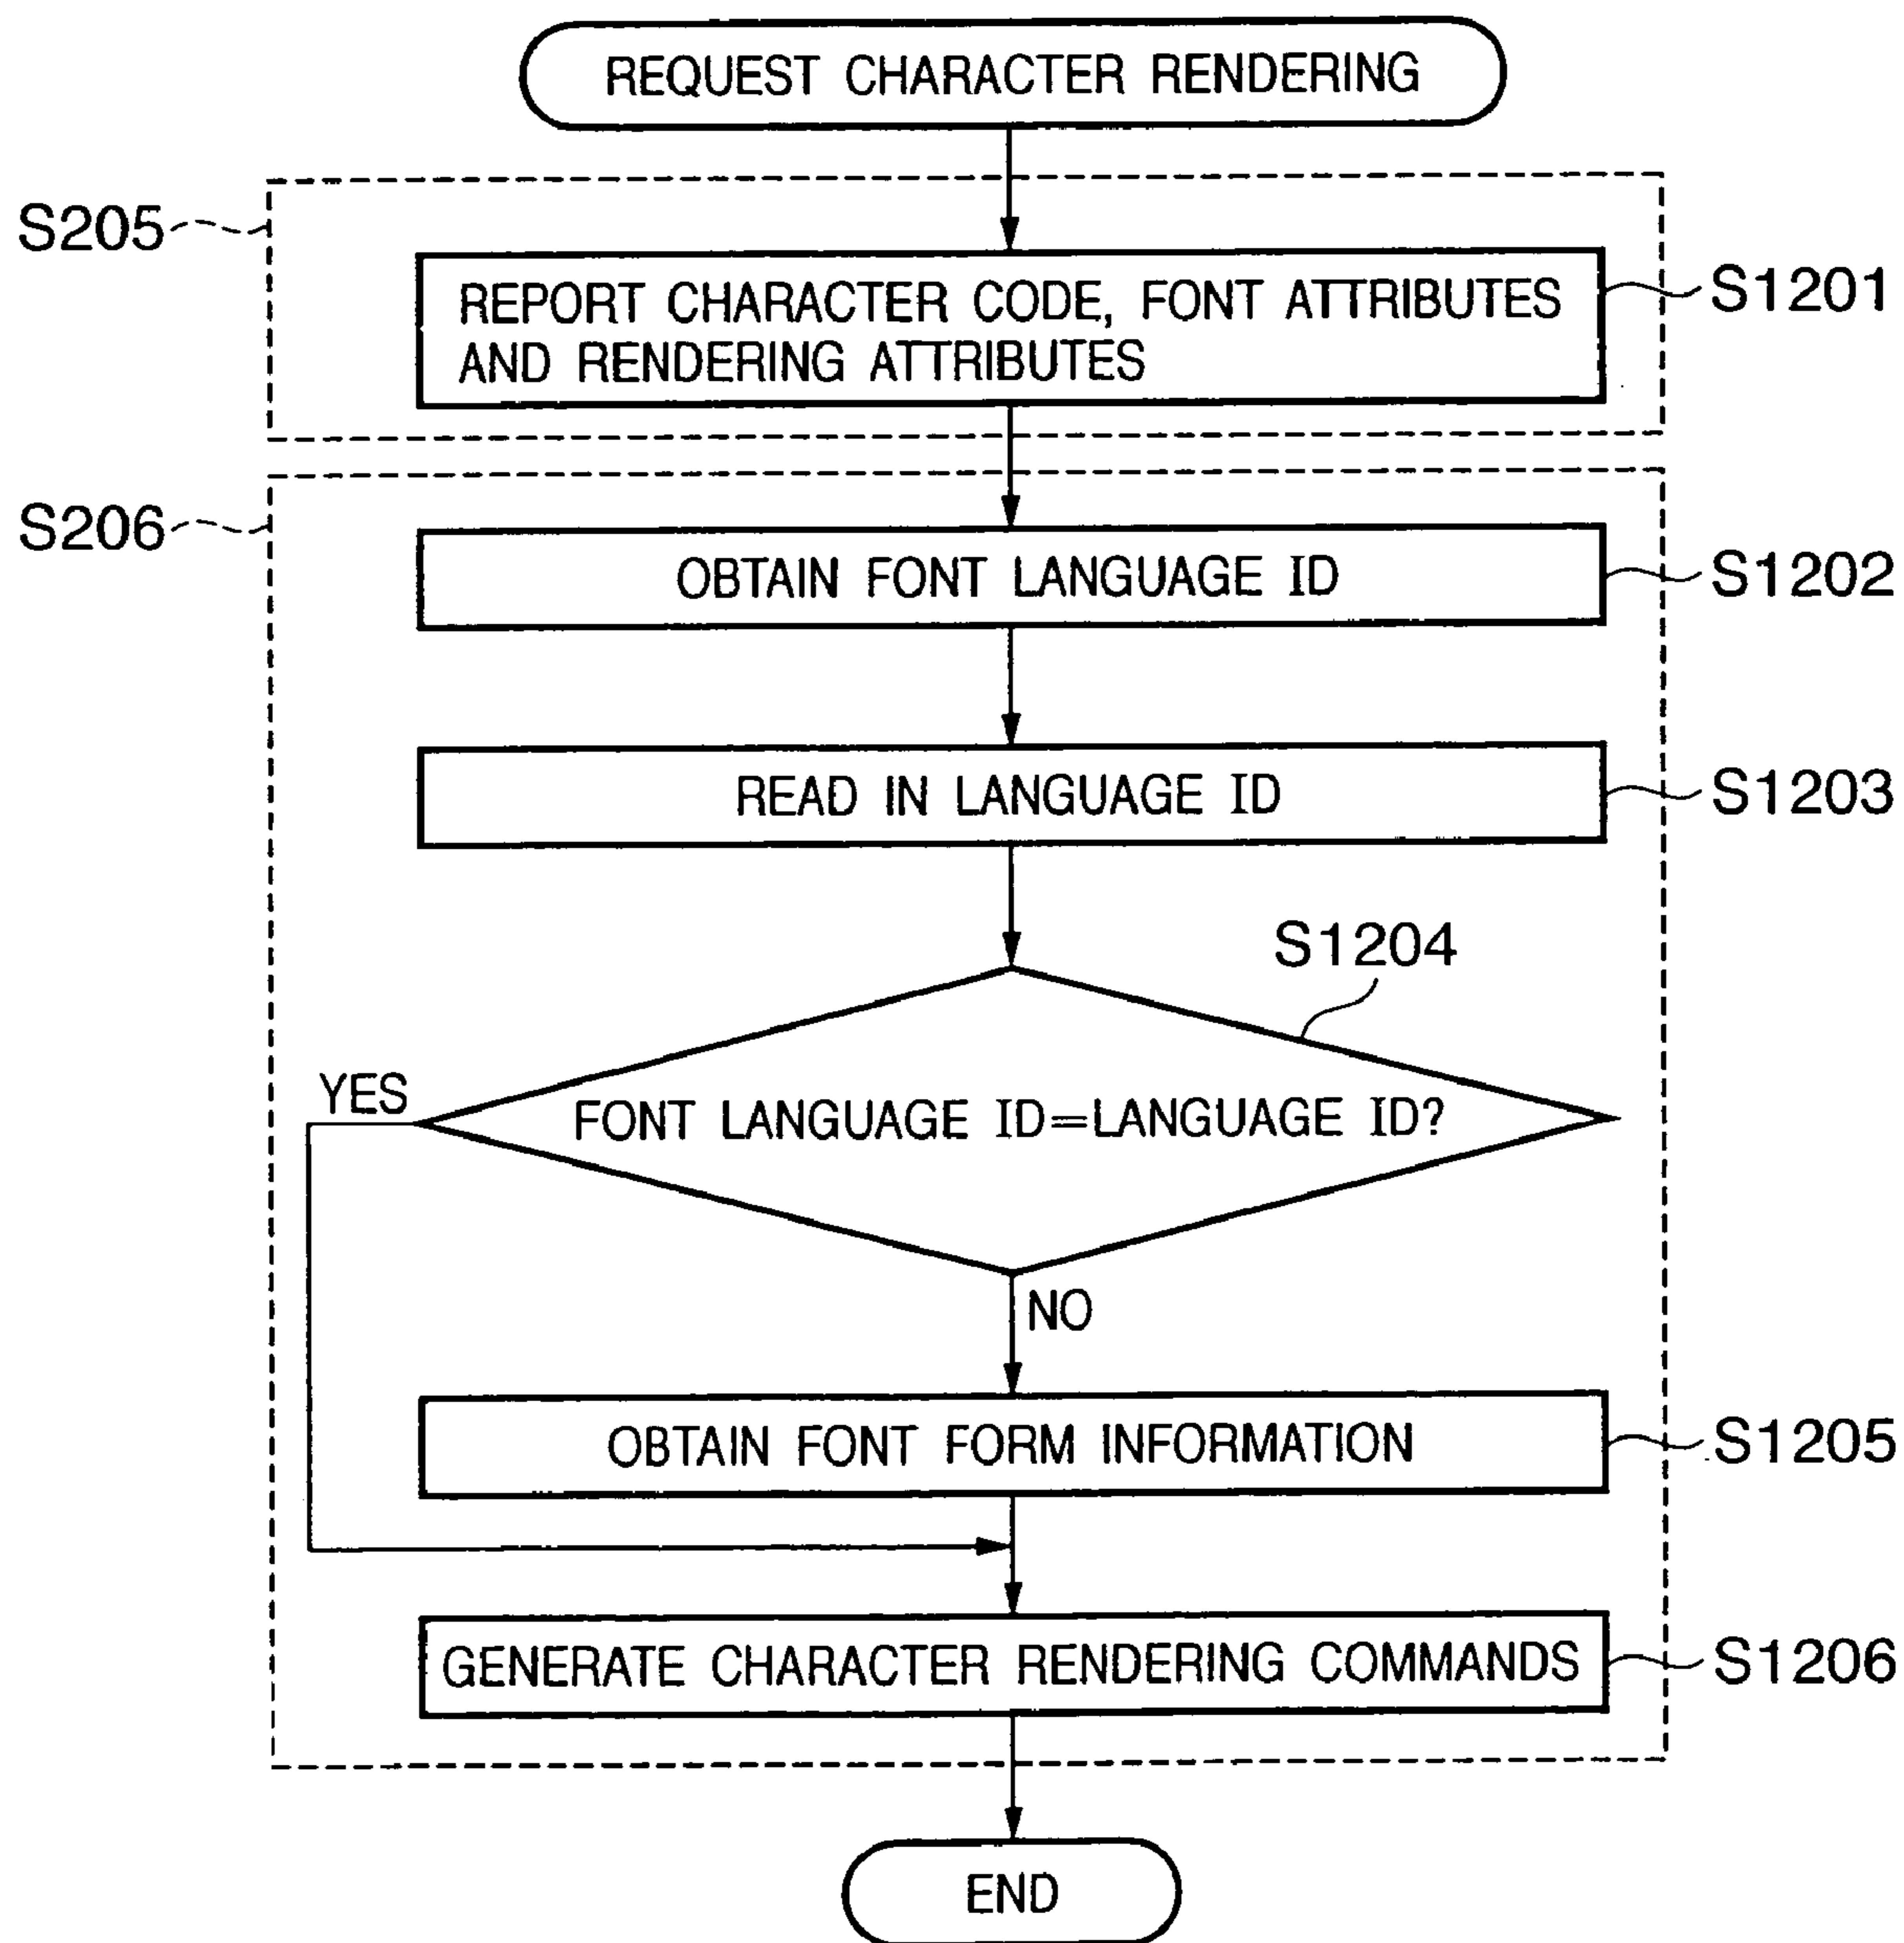 REQUEST CHARACTER RENDERING
S205
REPORT CHARACTER CODE, FONT ATTRIBUTES
AND RENDERING ATTRIBUTES
S1201
S206
OBTAIN FONT LANGUAGE ID
S1202
READ IN LANGUAGE ID
S1203
S1204
YES
FONT LANGUAGE ID=LANGUAGE ID?
NO
OBTAIN FONT FORM INFORMATION
S1205
GENERATE CHARACTER RENDERING COMMANDS
S1206
END